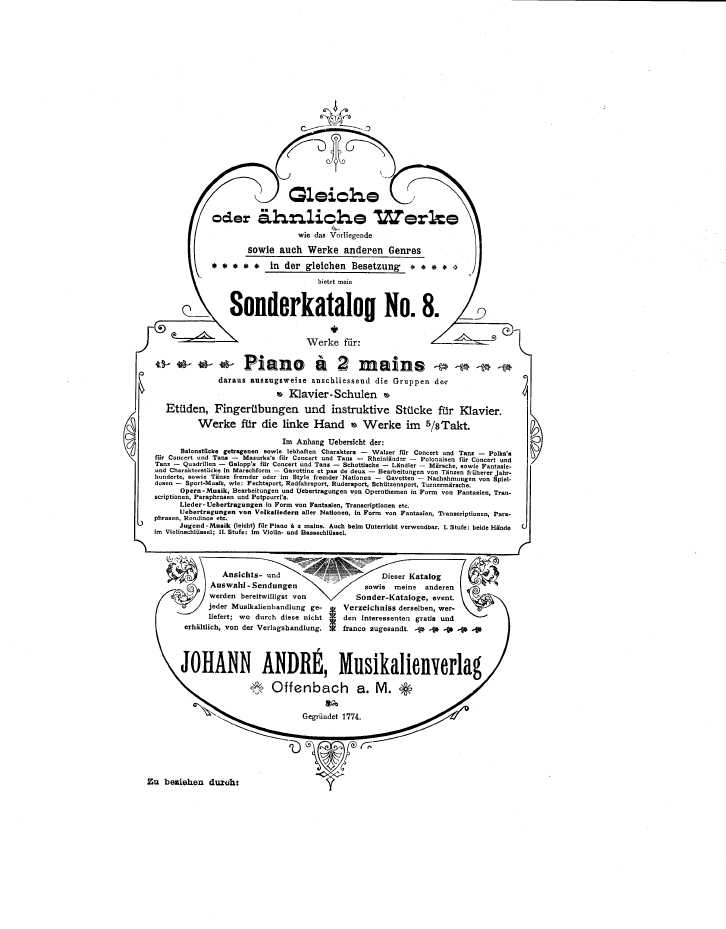 Gleiche
oder ähnliche Werke
wie das Vorliegende
sowie auch Werke anderen Genres
in der gleichen Besetzung
bietet mein
Sonderkatalog No. 8.
Werke für:
Piano à 2 mains
daraus auszugsweise anschliessend die Gruppen der
Klavier-Schulen
Etüden, Fingerübungen und instruktive Stücke für Klavier.
Werke für die linke Hand Werke im 5/8 Takt.
Im Anhang Uebersicht der:
Salonstücke getragenen sowie lebhaften Charakters — Walzer für Concert und Tanz — Polka's
für Concert und Tanz — Masurka's für Concert und Tanz — Rheinländer — Polonaisen für Concert und
Tanz — Quadrillen — Galopp's für Concert und Tanz — Schottische — Ländler — Märsche, sowie Fantasie-
und Charakterstücke in Marschform — Gavottine et pas de deux — Bearbeitungen von Tänzen früherer Jahr-
hunderte, sowie Tänze fremder oder im Style fremder Nationen — Gavotten — Nachahmungen von Spiel-
dosen — Sport-Musik, wie: Fechtsport, Radfahrsport, Rudersport, Schützensport, Turnermärsche.
Opern-Musik, Bearbeitungen und Uebertragungen von Opernthemen in Form von Fantasien, Tran-
scriptionen, Paraphrasen und Potpourri's.
Lieder-Uebertragungen in Form von Fantasien, Transcriptionen etc.
Uebertragungen von Volksliedern aller Nationen, in Form von Fantasien, Transcriptionen, Para-
phrasen, Rondinos etc.
Jugend-Musik (leicht) für Piano à 2 mains. Auch beim Unterricht verwendbar. I. Stufe: beide Hände
im Violinschlüssel; II. Stufe: im Violin- und Bassschlüssel.
Ansichts- und
Auswahl-Sendungen
werden bereitwilligst von
jeder Musikalienhandlung ge-
liefert; wo durch diese nicht
erhältlich, von der Verlagshandlung.
Dieser Katalog
sowie meine anderen
Sonder-Kataloge, event.
Verzeichniss derselben, wer-
den Interessenten gratis und
franco zugesandt.
JOHANN ANDRÉ, Musikalienverlag
Offenbach a. M.
Gegründet 1774.
Zu beziehen durch: